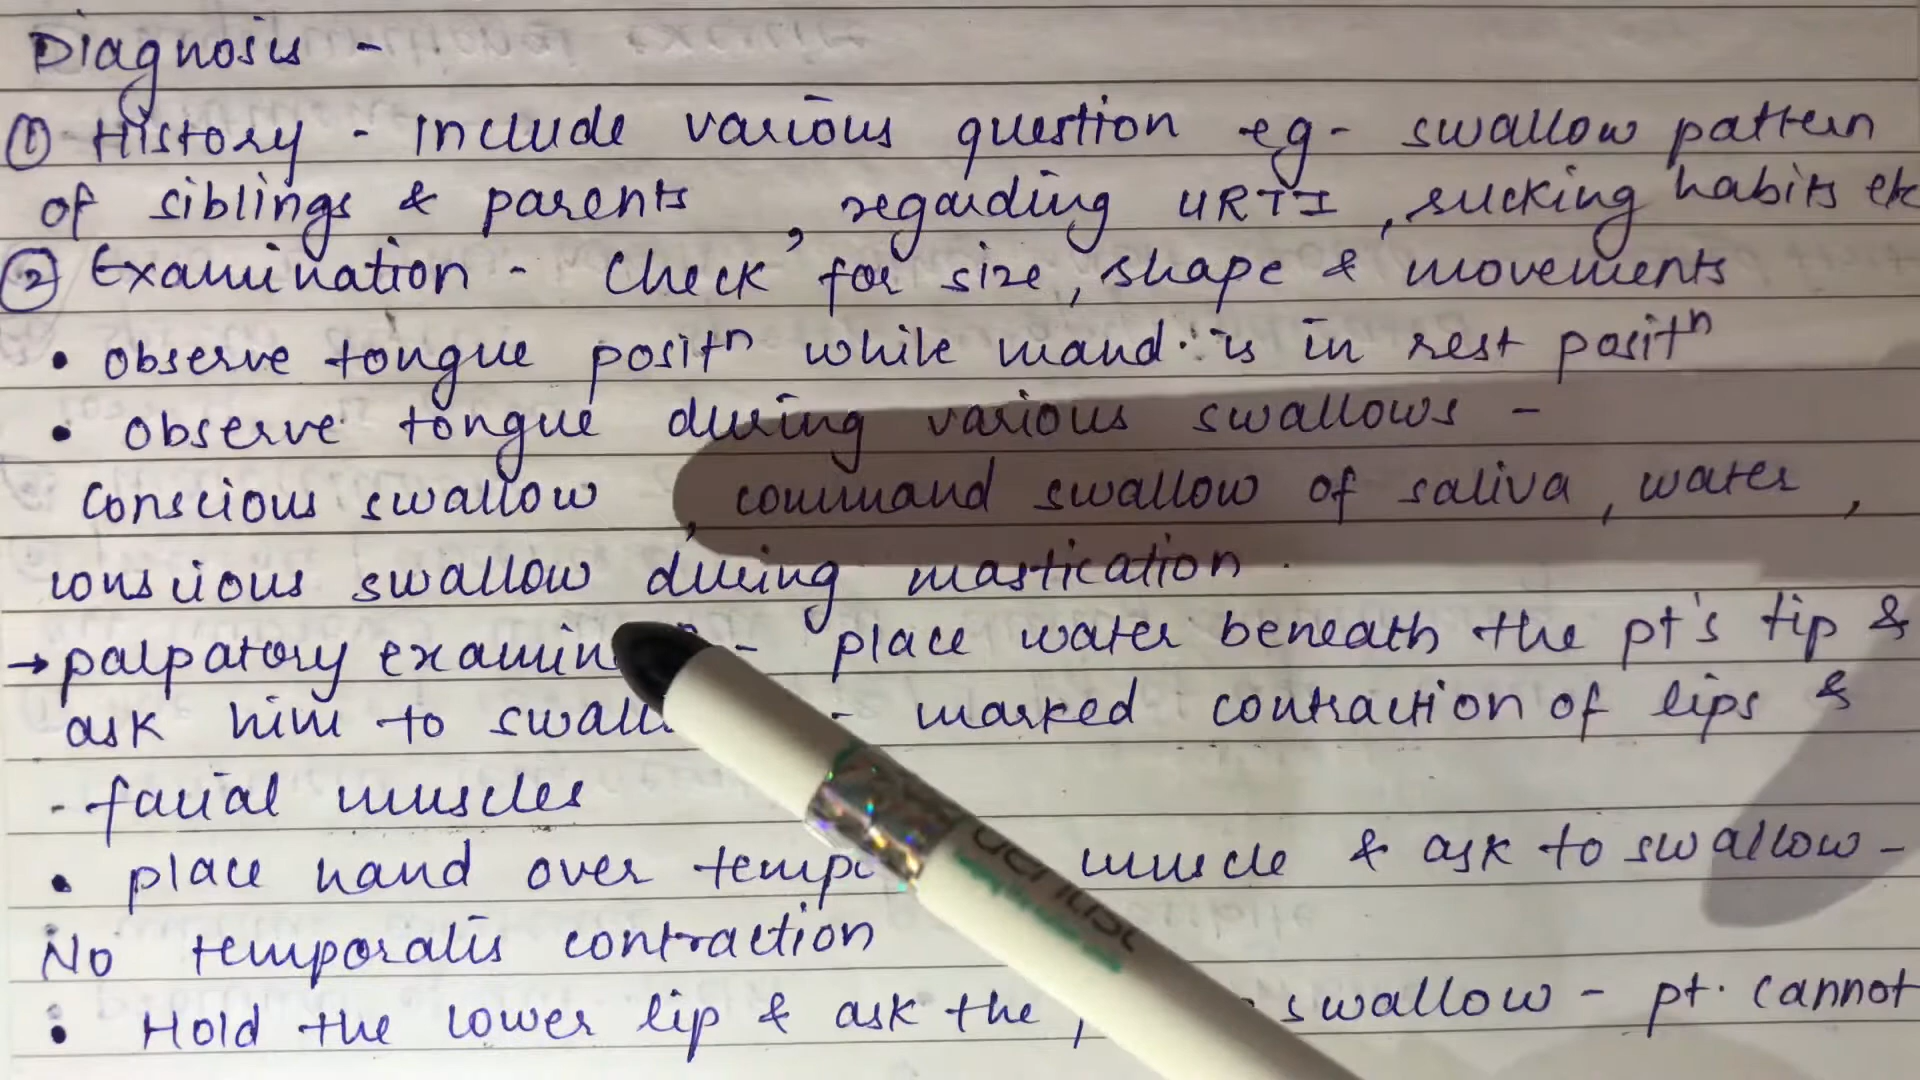 Diagnosis -
① History - Include various question eg - swallow pattern
of siblings & parents , regarding URTI , sucking habits etc
② Examination - Check for size, shape & movements
• observe tongue positⁿ while mand. is in rest positⁿ
• observe tongue during various swallows -
conscious swallow , command swallow of saliva , water ,
conscious swallow during mastication .
→ palpatory - place water beneath the pt's tip &
ask him to - marked contraction of lips &
- facial muscles
• place hand over muscle & ask to swallow -
No temporalis contraction
• Hold the lower lip & ask the swallow - pt. cannot